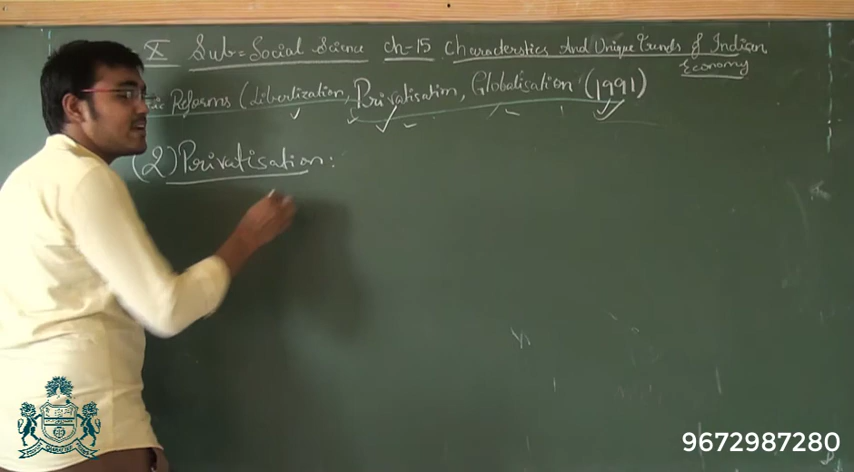 X Sub = Social Science ch-15 Characterstics And Unique Trends of Indian
Economy
Reforms (Libertization, Privatisation, Globalisation (1991)
(2) Privatisation:
9672987280